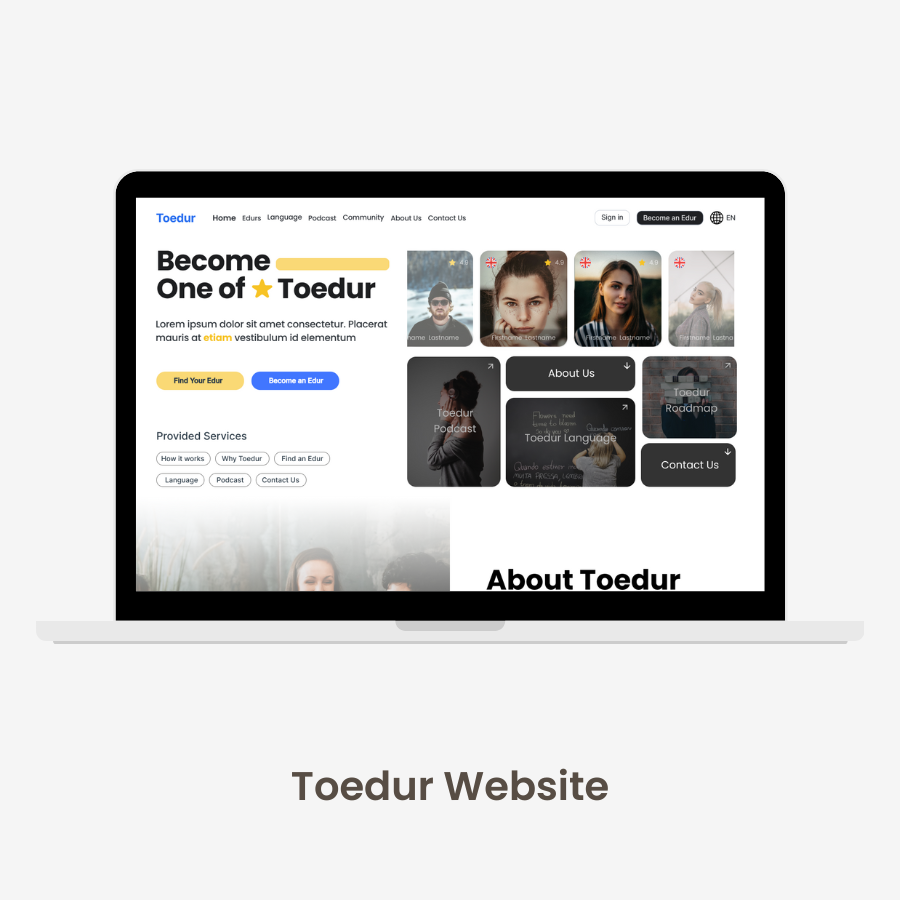 Toedur Home Edurs Language Podcast Community About Us Contact Us Sign in Become an Edur EN
Become
One of Toedur
Lorem ipsum dolor sit amet consectetur. Placerat
mauris at etiam vestibulum id elementum
Find Your Edur Become an Edur
Provided Services
How it works Why Toedur Find an Edur
Language Podcast Contact Us
4.9 4.9
name Lastname Firstname Lastname Firstname Lastname Firstname Lastn
Toedur
Podcast
About Us
Toedur Language
Toedur
Roadmap
Contact Us
About Toedur
Toedur Website